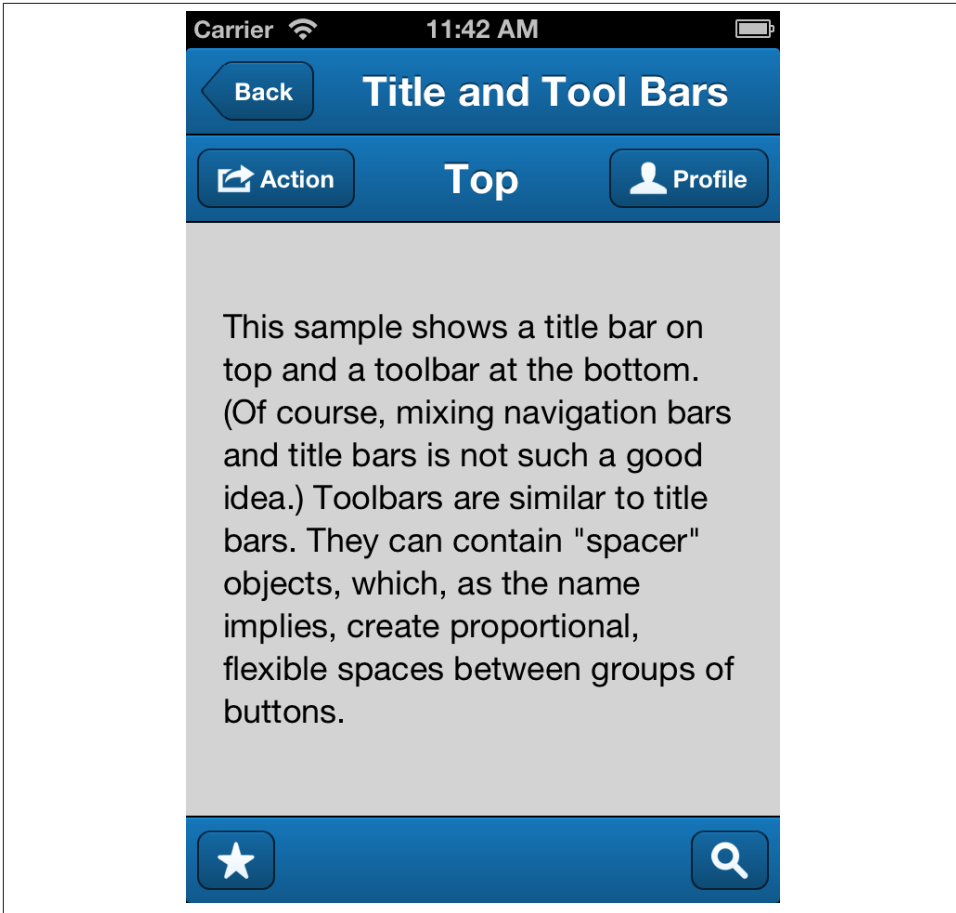 Carrier 11:42 AM
Back Title and Tool Bars
Action Top Profile
This sample shows a title bar on
top and a toolbar at the bottom.
(Of course, mixing navigation bars
and title bars is not such a good
idea.) Toolbars are similar to title
bars. They can contain "spacer"
objects, which, as the name
implies, create proportional,
flexible spaces between groups of
buttons.